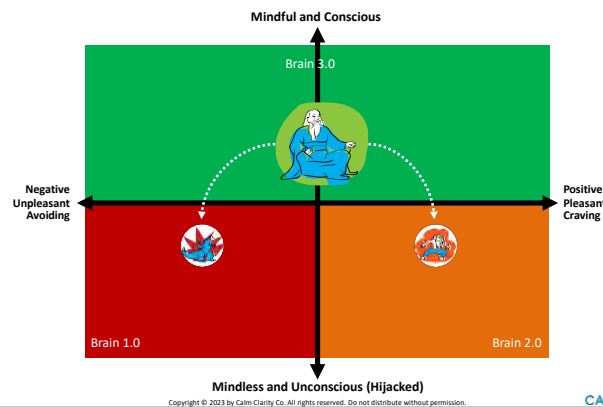 Mindful and Conscious
Brain 3.0
Negative
Unpleasant
Avoiding
Positive
Pleasant
Craving
Brain 1.0
Brain 2.0
Mindless and Unconscious (Hijacked)
Copyright © 2023 by Calm Clarity Co. All rights reserved. Do not distribute without permission.
CA